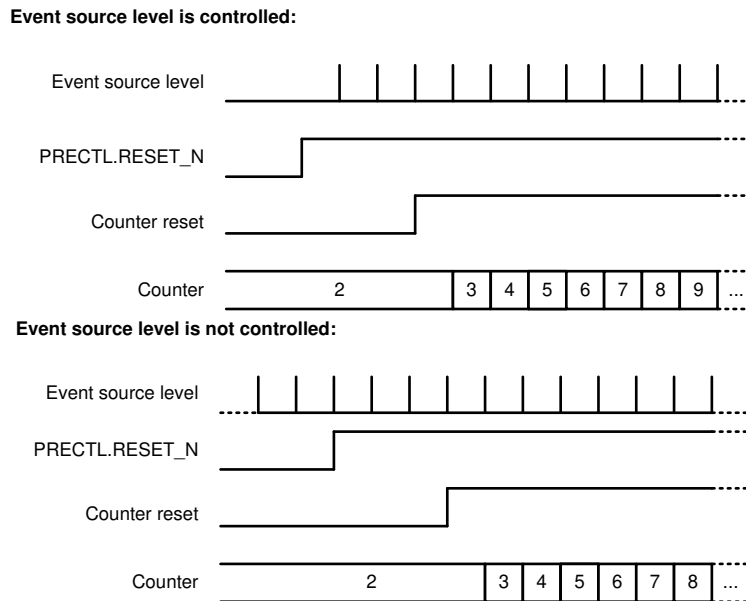 Event source level is controlled:
Event source level
PRECTL.RESET_N
Counter reset
Counter 2 3 4 5 6 7 8 9 ...
Event source level is not controlled:
Event source level
PRECTL.RESET_N
Counter reset
Counter 2 3 4 5 6 7 8 ...